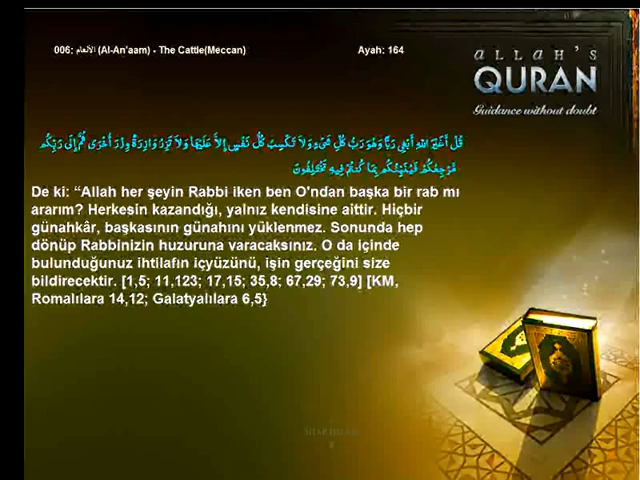 006: الأنعام (Al-An'aam) - The Cattle(Meccan)
Ayah: 164
ALLAH'S
QURAN
Guidance without doubt
قُلْ أَغَيْرَ اللّهِ أَبْغِي رَبًّا وَهُوَ رَبُّ كُلِّ شَيْءٍ وَلاَ تَكْسِبُ كُلُّ نَفْسٍ إِلاَّ عَلَيْهَا وَلاَ تَزِرُ وَازِرَةٌ وِزْرَ أُخْرَى ثُمَّ إِلَى رَبِّكُم
مَّرْجِعُكُمْ فَيُنَبِّئُكُم بِمَا كُنتُمْ فِيهِ تَخْتَلِفُونَ
De ki: “Allah her şeyin Rabbi iken ben O'ndan başka bir rab mı
ararım? Herkesin kazandığı, yalnız kendisine aittir. Hiçbir
günahkâr, başkasının günahını yüklenmez. Sonunda hep
dönüp Rabbinizin huzuruna varacaksınız. O da içinde
bulunduğunuz ihtilafın içyüzünü, işin gerçeğini size
bildirecektir. [1,5; 11,123; 17,15; 35,8; 67,29; 73,9] [KM,
Romalılara 14,12; Galatyalılara 6,5}